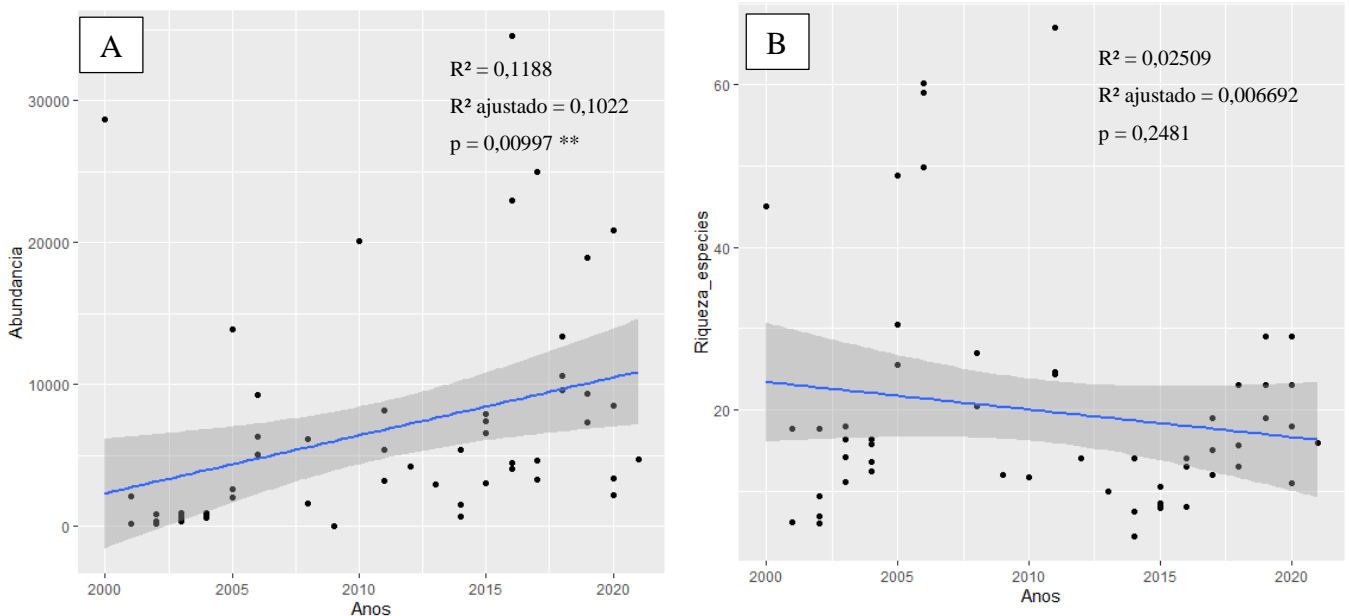 A
R² = 0,1188
R² ajustado = 0,1022
p = 0,00997 **
30000
20000
10000
0
Abundancia
2000
2005
2010
2015
2020
Anos
B
R² = 0,02509
R² ajustado = 0,006692
p = 0,2481
60
40
20
Riqueza_especies
2000
2005
2010
2015
2020
Anos